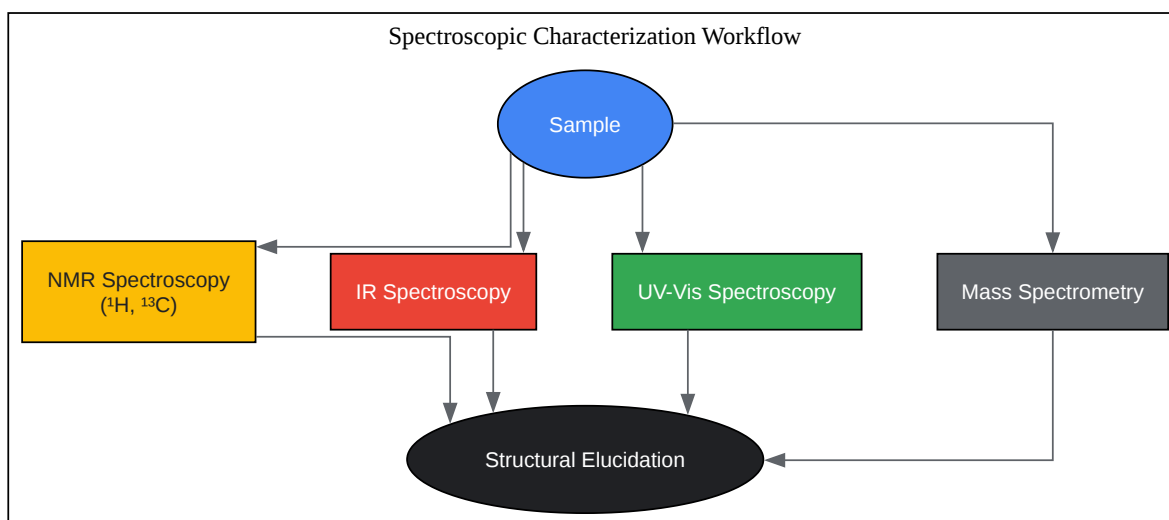 Spectroscopic Characterization Workflow
Sample
NMR Spectroscopy
(¹H, ¹³C)
IR Spectroscopy
UV-Vis Spectroscopy
Mass Spectrometry
Structural Elucidation